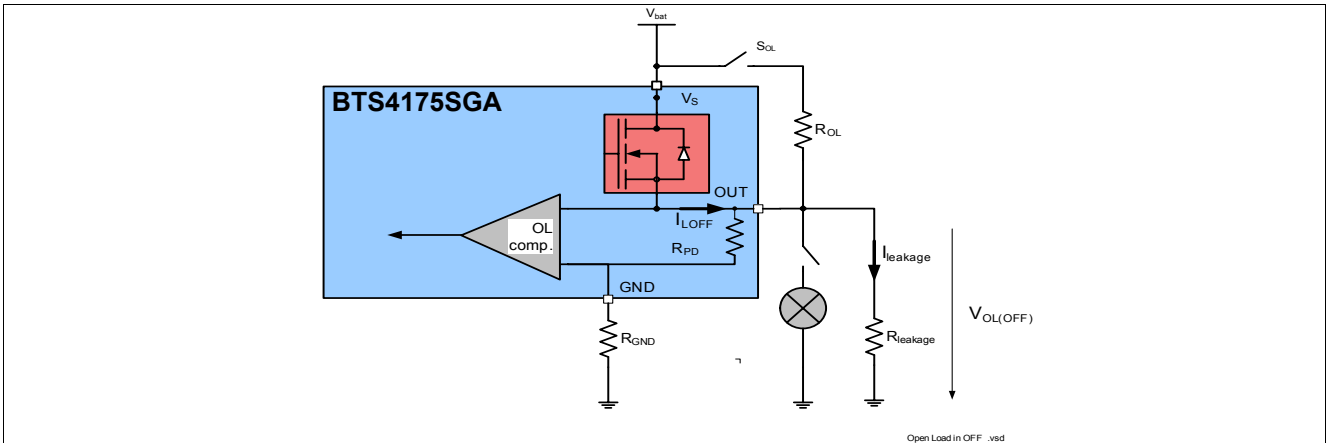 Vbat
SOL
BTS4175SGA
VS
ROL
OUT
OL
comp.
ILOFF
RPD
Ileakage
GND
VOL(OFF)
RGND
Rleakage
Open Load in OFF .vsd